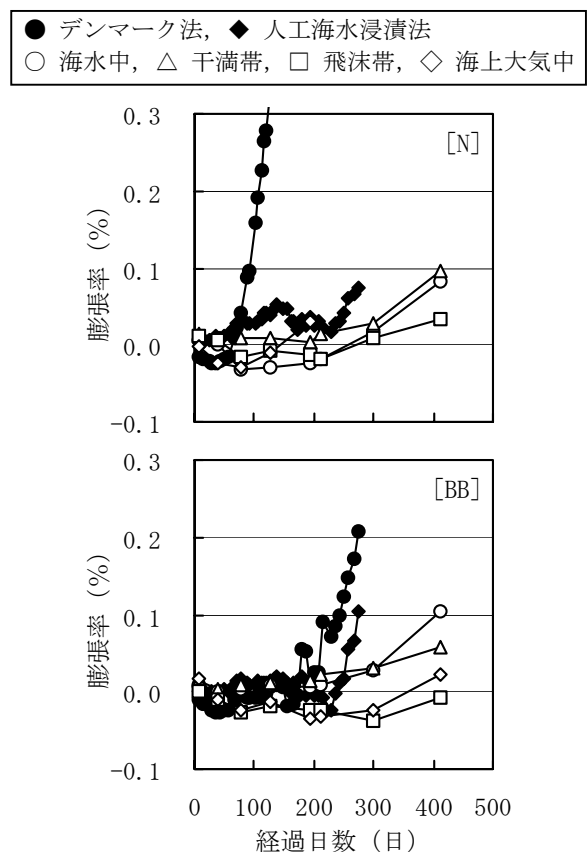 ● デンマーク法, ◆ 人工海水浸漬法
○ 海水中, △ 干満帯, □ 飛沫帯, ◇ 海上大気中
0.3
[N]
0.2
0.1
0.0
-0.1
膨張率 (%)
0.3
[BB]
0.2
0.1
0.0
-0.1
膨張率 (%)
0 100 200 300 400 500
経過日数 (日)